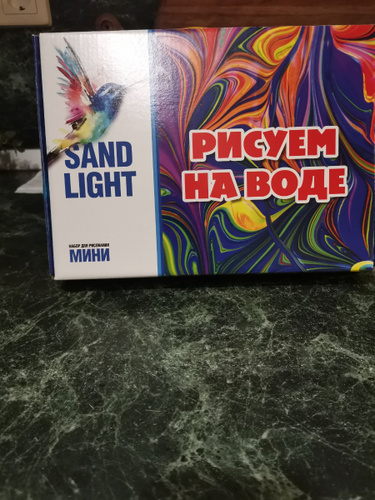 SAND
LIGHT
НАБОР ДЛЯ РИСОВАНИЯ
МИНИ
РИСУЕМ
НА ВОДЕ